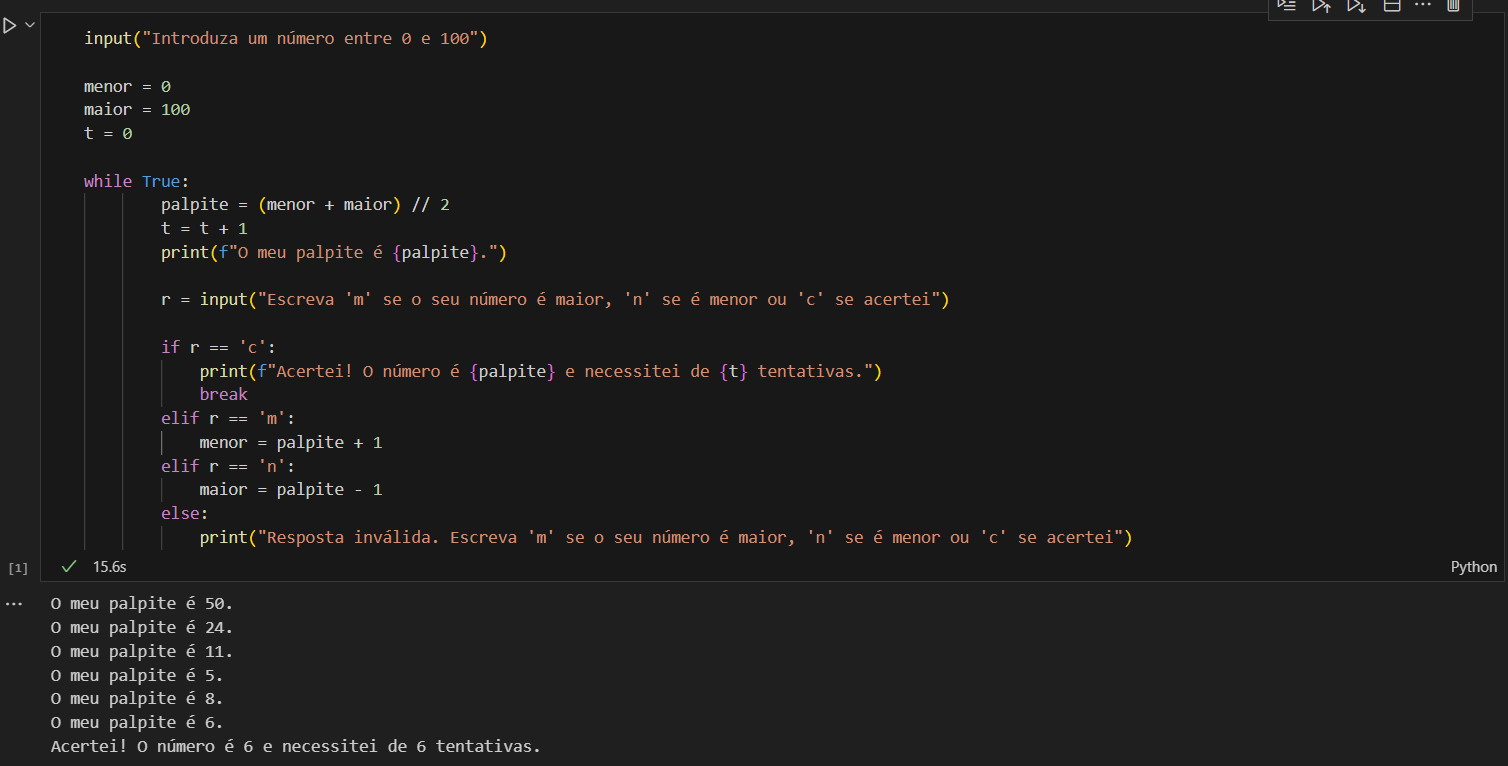 input("Introduza um número entre 0 e 100")
menor = 0
maior = 100
t = 0
while True:
palpite = (menor + maior) // 2
t = t + 1
print(f"O meu palpite é {palpite}.")
r = input("Escreva 'm' se o seu número é maior, 'n' se é menor ou 'c' se acertei")
if r == 'c':
print(f"Acertei! O número é {palpite} e necessitei de {t} tentativas.")
break
elif r == 'm':
menor = palpite + 1
elif r == 'n':
maior = palpite - 1
else:
print("Resposta inválida. Escreva 'm' se o seu número é maior, 'n' se é menor ou 'c' se acertei")
[1] 15.6s Python
O meu palpite é 50.
O meu palpite é 24.
O meu palpite é 11.
O meu palpite é 5.
O meu palpite é 8.
O meu palpite é 6.
Acertei! O número é 6 e necessitei de 6 tentativas.